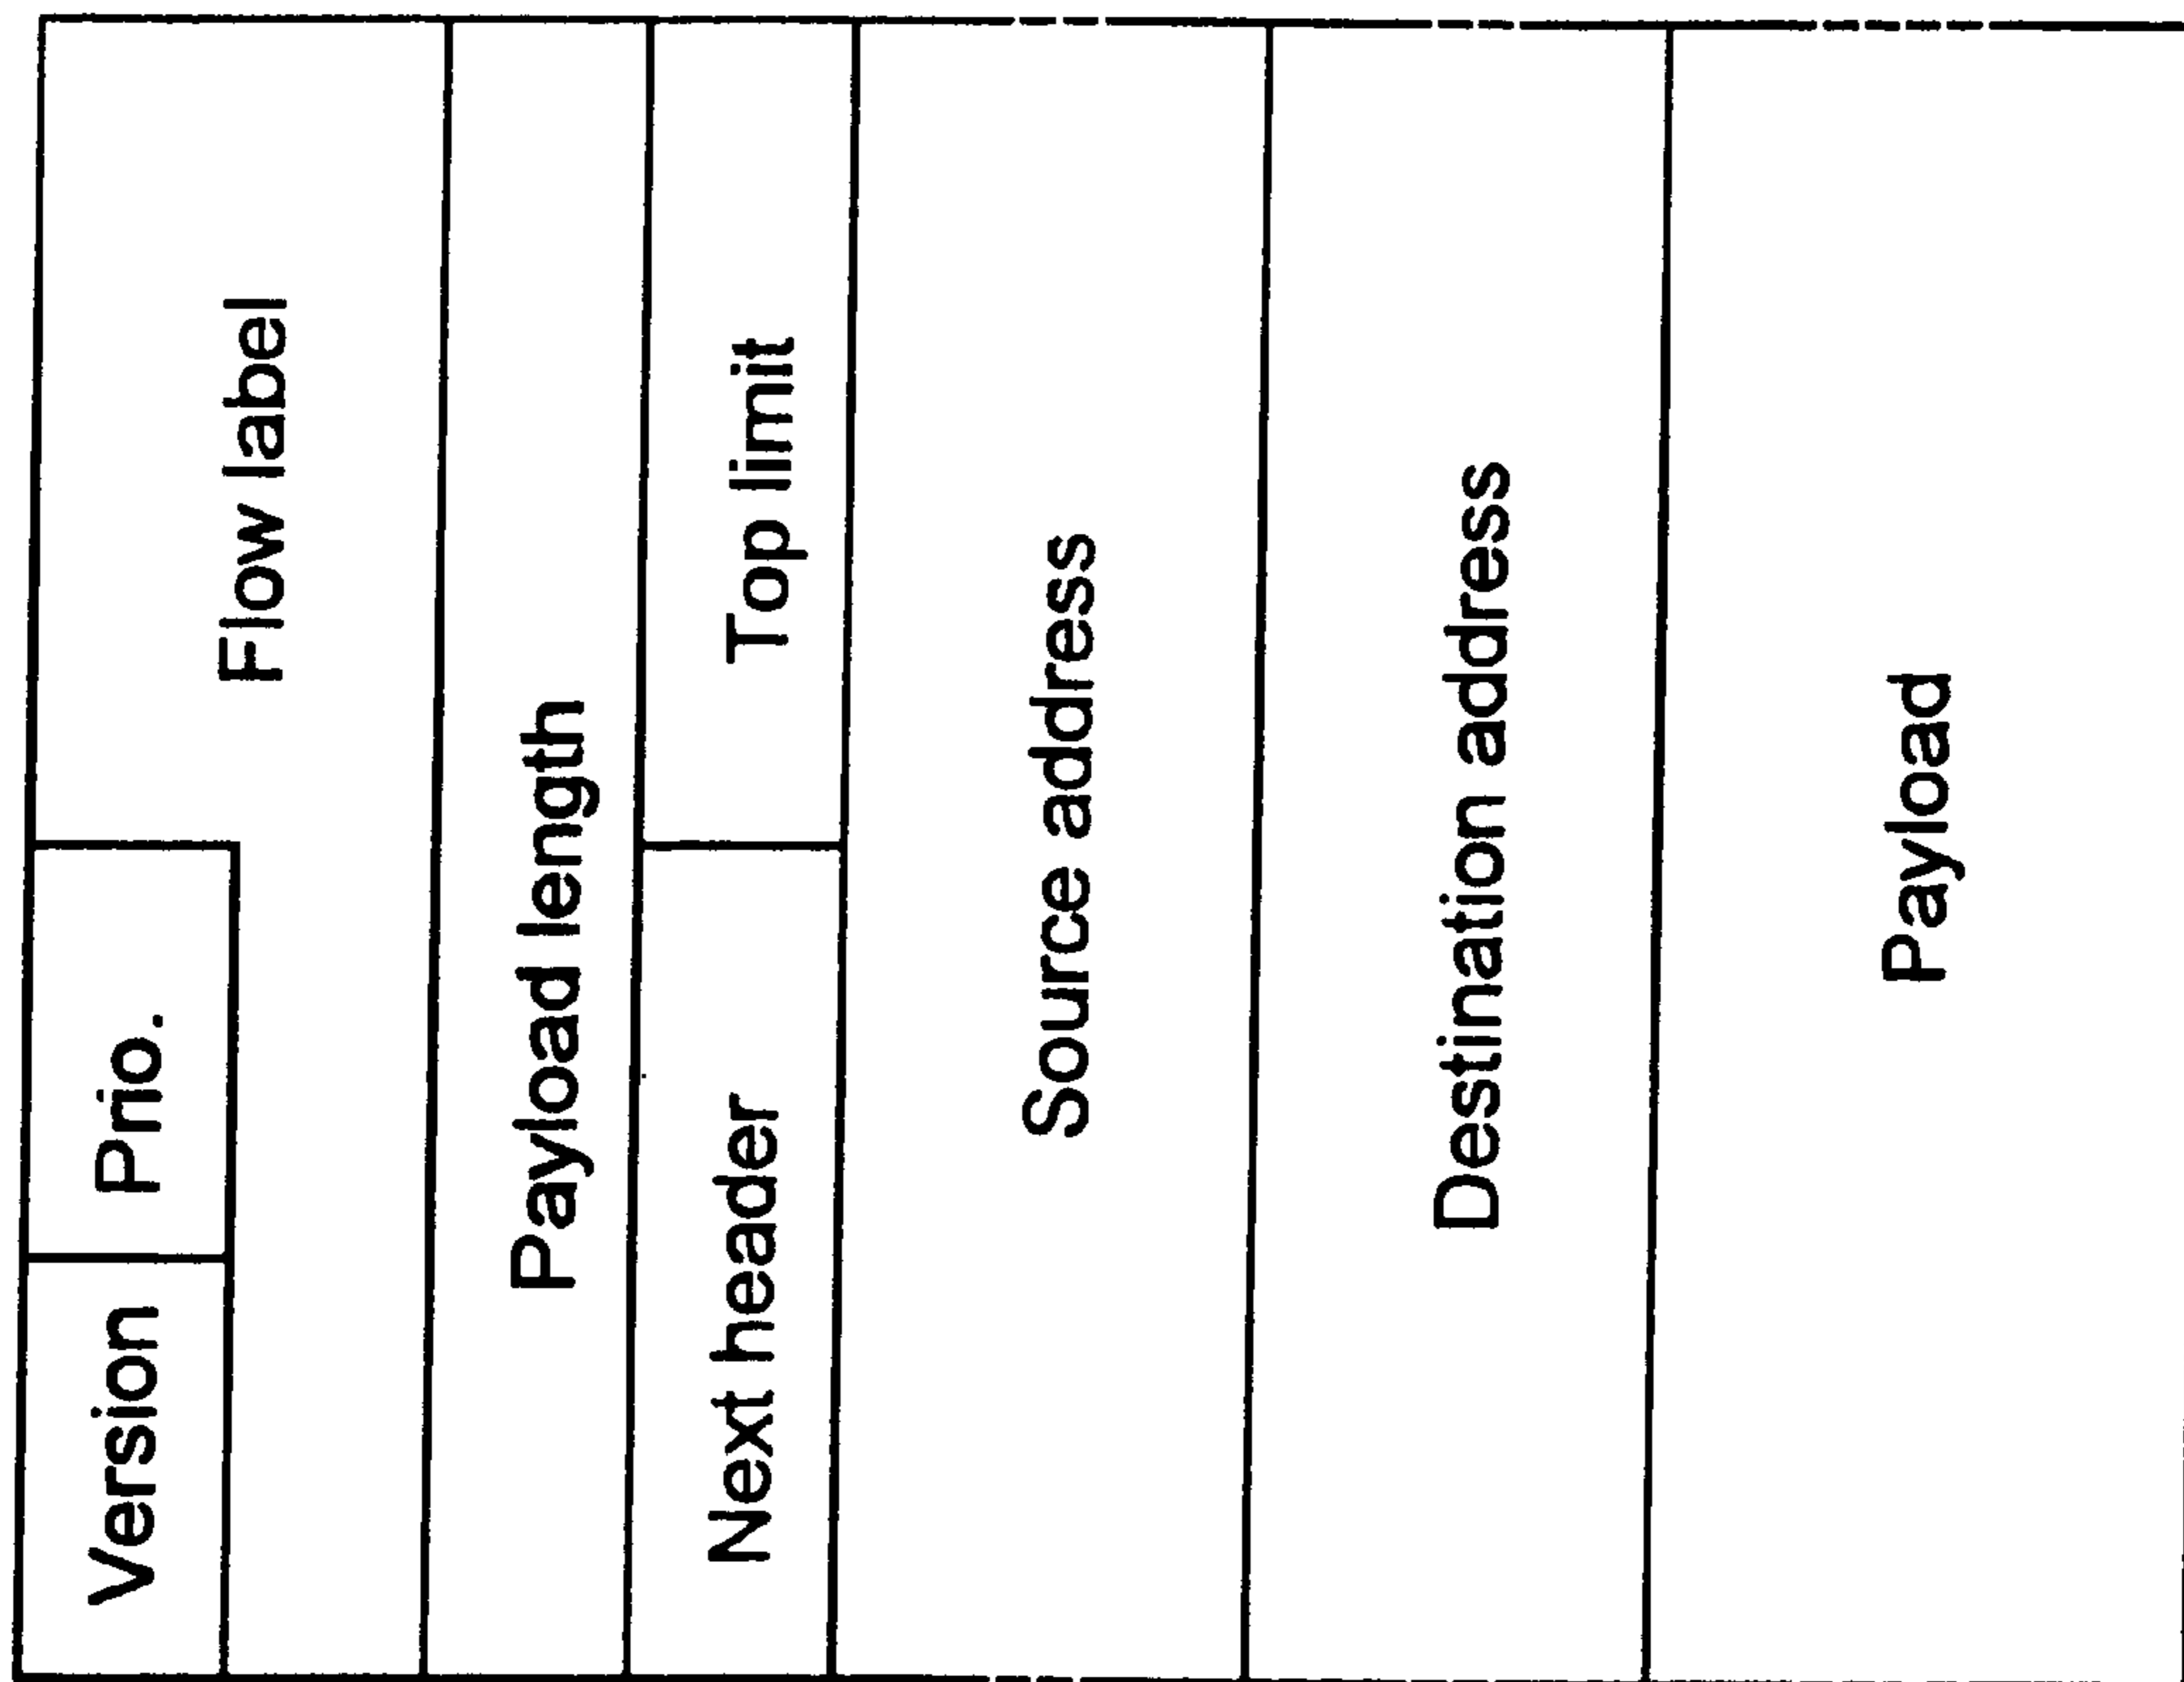 Version
Prio.
Flow label
Payload length
Next header
Top limit
Source address
Destination address
Payload